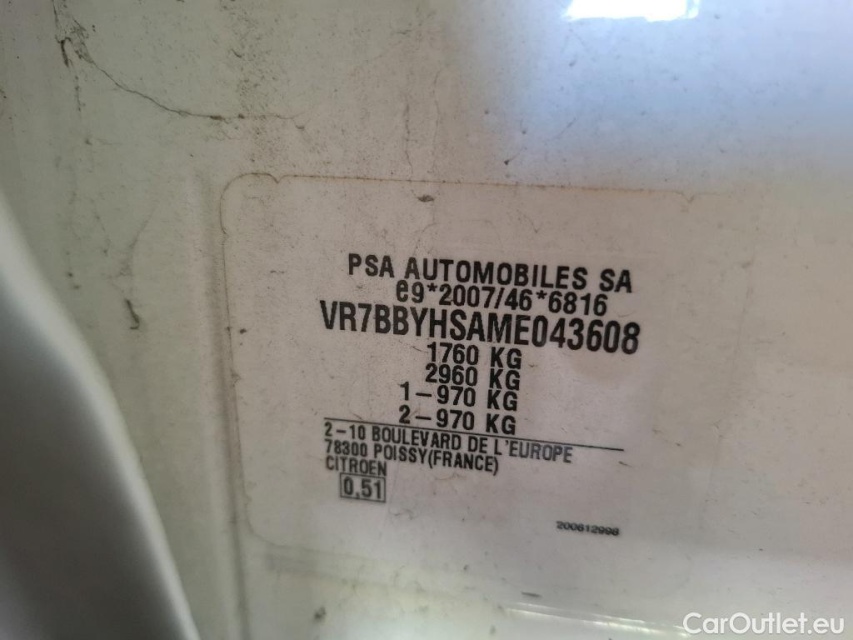 PSA AUTOMOBILES SA
e9*2007/46*6816
VR7BBYHSAME043608
1760 KG
2960 KG
1-970 KG
2-970 KG
2-10 BOULEVARD DE L'EUROPE
78300 POISSY(FRANCE)
CITROEN
0,51
200612998
CarOutlet.eu